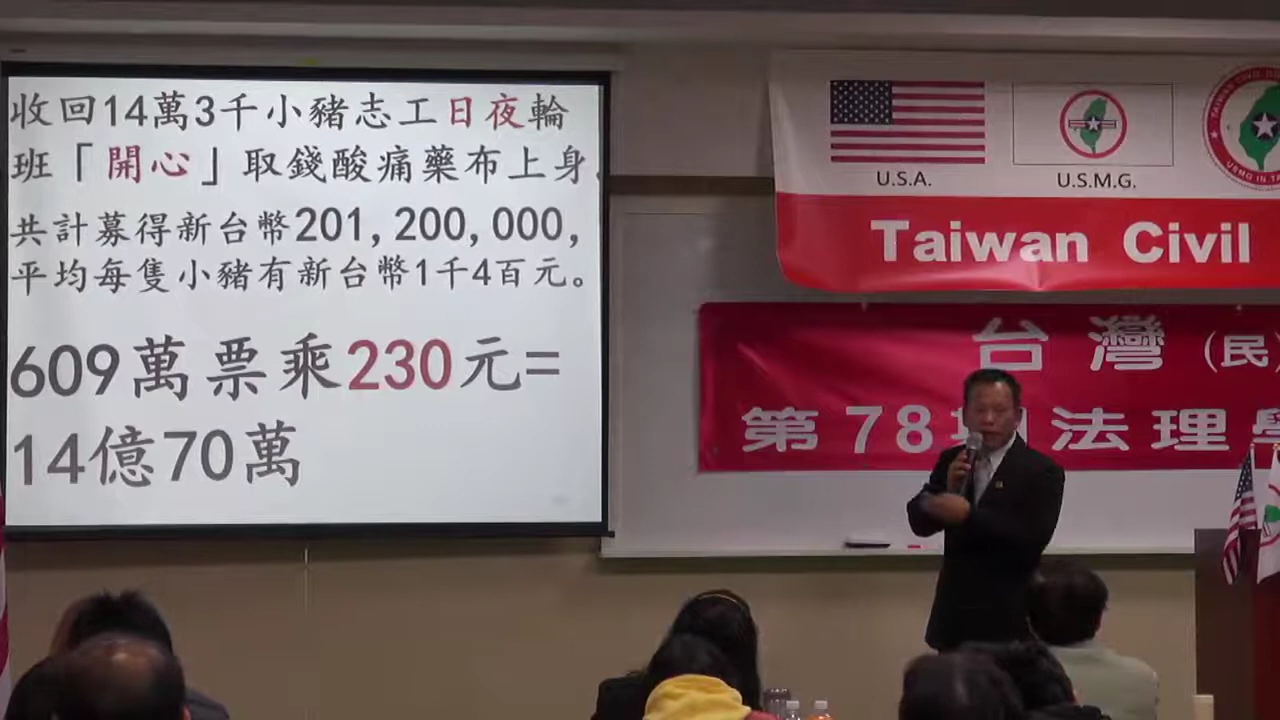 收回14萬3千小豬志工日夜輪
班「開心」取錢酸痛藥布上身
共計募得新台幣201,200,000,
平均每隻小豬有新台幣1千4百元。
609萬票乘230元=
14億70萬
U.S.A.
U.S.M.G.
Taiwan Civil
台灣(民
第78期法理學